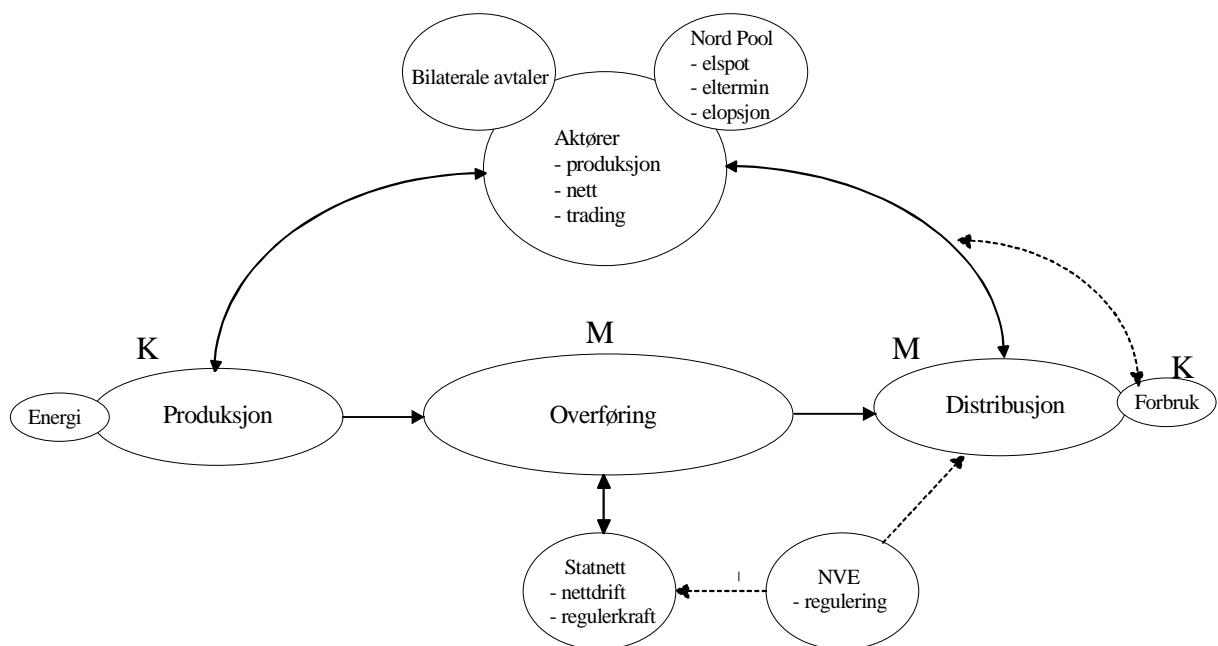 Bilaterale avtaler
Nord Pool
- elspot
- eltermin
- elopsjon
Aktører
- produksjon
- nett
- trading
K
M
M
K
Energi
Produksjon
Overføring
Distribusjon
Forbruk
Statnett
- nettdrift
- regulerkraft
NVE
- regulering